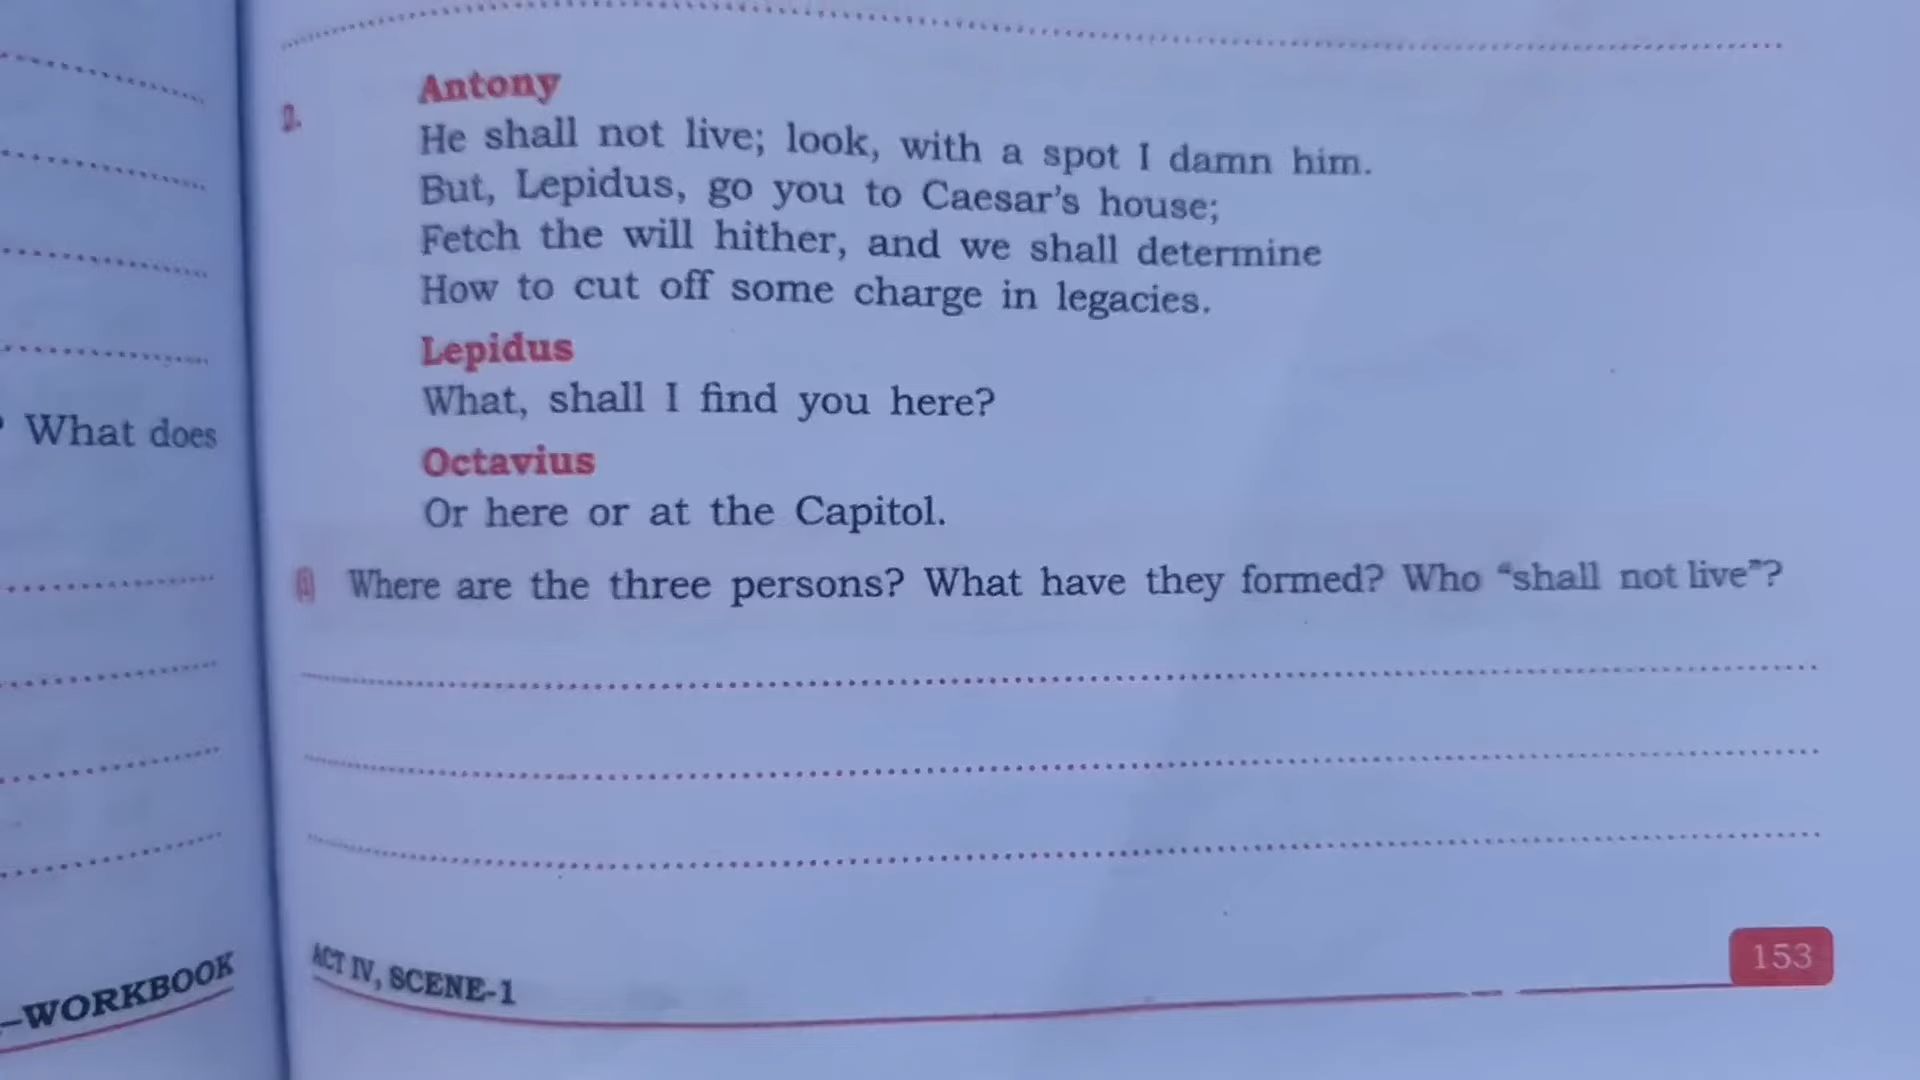 Antony
2.
He shall not live; look, with a spot I damn him.
But, Lepidus, go you to Caesar's house;
Fetch the will hither, and we shall determine
How to cut off some charge in legacies.
Lepidus
What, shall I find you here?
Octavius
Or here or at the Capitol.
(i) Where are the three persons? What have they formed? Who “shall not live”?
What does
–WORKBOOK
ACT IV, SCENE-1
153